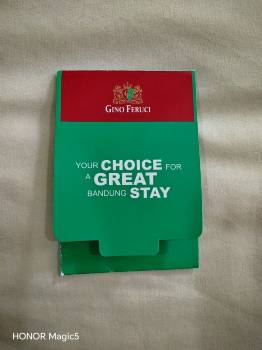 GINO FERUCI
YOUR CHOICE FOR
A GREAT
BANDUNG STAY
HONOR Magic5